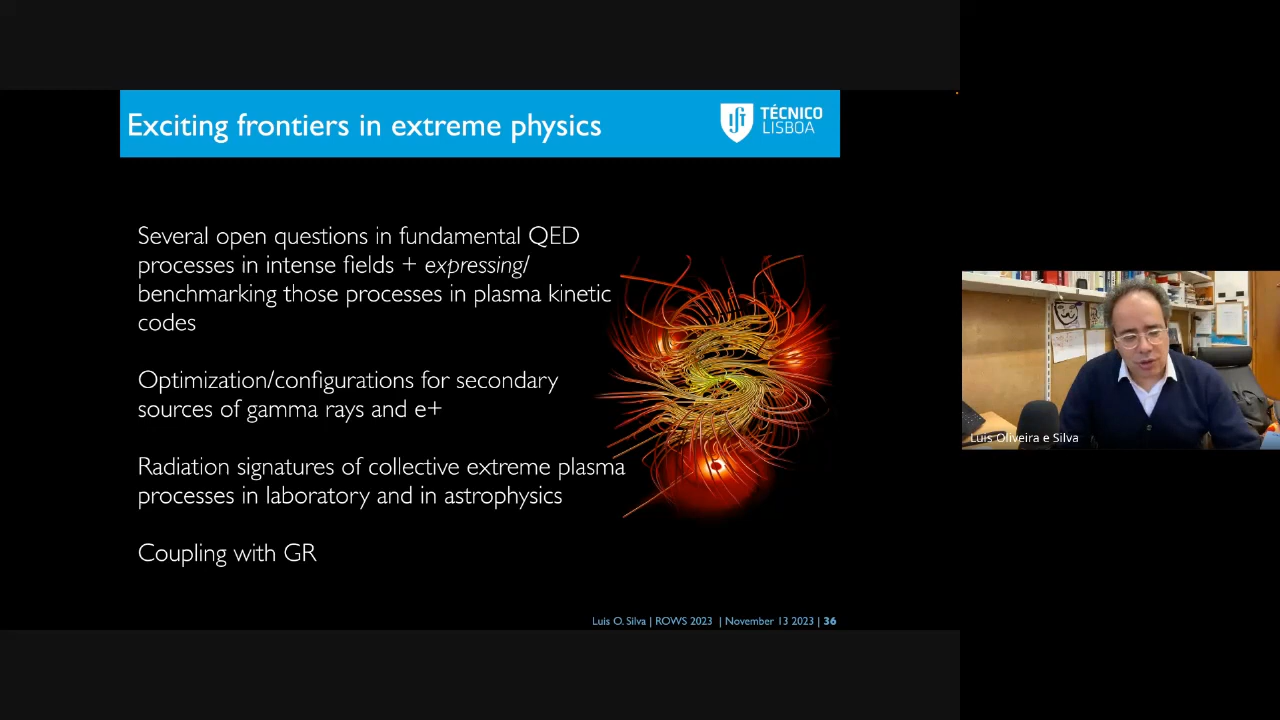 Exciting frontiers in extreme physics
TÉCNICO
LISBOA
Several open questions in fundamental QED
processes in intense fields + expressing/
benchmarking those processes in plasma kinetic
codes
Optimization/configurations for secondary
sources of gamma rays and e+
Radiation signatures of collective extreme plasma
processes in laboratory and in astrophysics
Coupling with GR
Luis O. Silva | ROWS 2023 | November 13 2023 | 36
Luis Oliveira e Silva